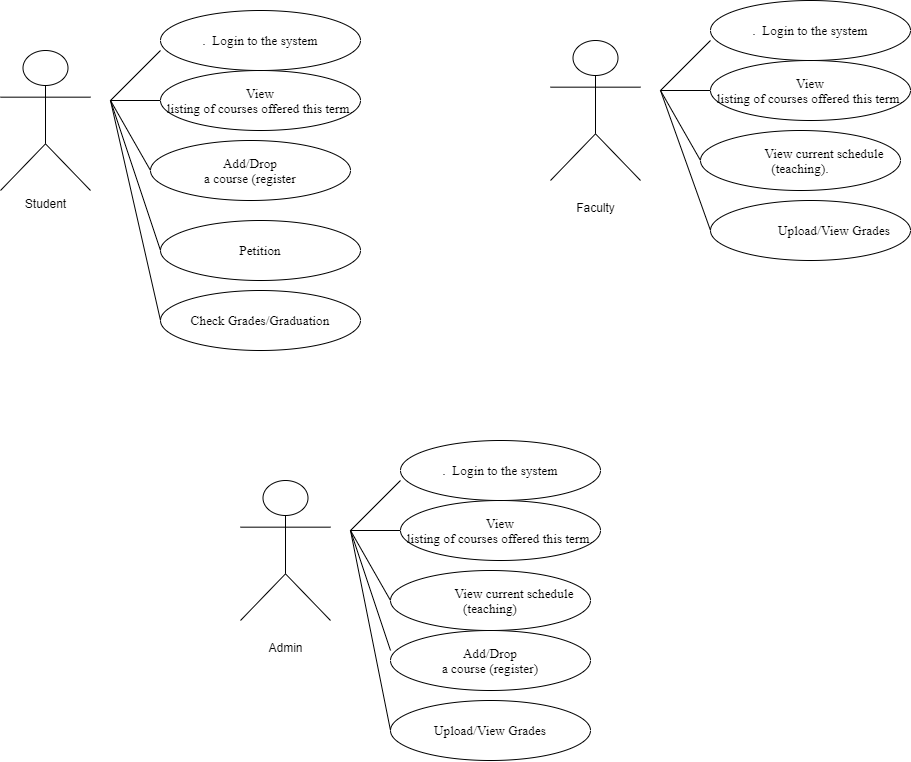 . Login to the system
View
listing of courses offered this term
Add/Drop
a course (register
Petition
Check Grades/Graduation
Student
. Login to the system
View
listing of courses offered this term
View current schedule
(teaching).
Upload/View Grades
Faculty
. Login to the system
View
listing of courses offered this term
View current schedule
(teaching)
Add/Drop
a course (register)
Upload/View Grades
Admin